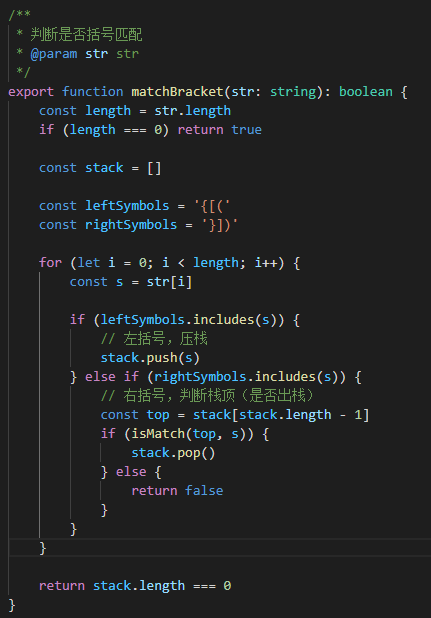 /**
 * 判断是否括号匹配
 * @param str str
 */
export function matchBracket(str: string): boolean {
    const length = str.length
    if (length === 0) return true

    const stack = []

    const leftSymbols = '{[('
    const rightSymbols = '}])'

    for (let i = 0; i < length; i++) {
        const s = str[i]

        if (leftSymbols.includes(s)) {
            // 左括号，压栈
            stack.push(s)
        } else if (rightSymbols.includes(s)) {
            // 右括号，判断栈顶（是否出栈）
            const top = stack[stack.length - 1]
            if (isMatch(top, s)) {
                stack.pop()
            } else {
                return false
            }
        }
    }

    return stack.length === 0
}